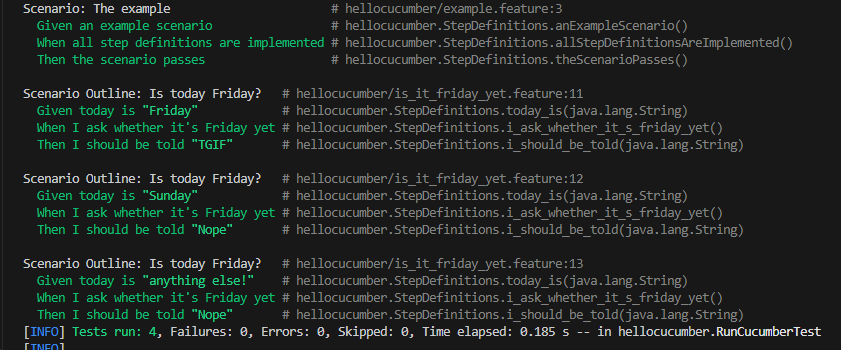 Scenario: The example # hellocucumber/example.feature:3
Given an example scenario # hellocucumber.StepDefinitions.anExampleScenario()
When all step definitions are implemented # hellocucumber.StepDefinitions.allStepDefinitionsAreImplemented()
Then the scenario passes # hellocucumber.StepDefinitions.theScenarioPasses()
Scenario Outline: Is today Friday? # hellocucumber/is_it_friday_yet.feature:11
Given today is "Friday" # hellocucumber.StepDefinitions.today_is(java.lang.String)
When I ask whether it's Friday yet # hellocucumber.StepDefinitions.i_ask_whether_it_s_friday_yet()
Then I should be told "TGIF" # hellocucumber.StepDefinitions.i_should_be_told(java.lang.String)
Scenario Outline: Is today Friday? # hellocucumber/is_it_friday_yet.feature:12
Given today is "Sunday" # hellocucumber.StepDefinitions.today_is(java.lang.String)
When I ask whether it's Friday yet # hellocucumber.StepDefinitions.i_ask_whether_it_s_friday_yet()
Then I should be told "Nope" # hellocucumber.StepDefinitions.i_should_be_told(java.lang.String)
Scenario Outline: Is today Friday? # hellocucumber/is_it_friday_yet.feature:13
Given today is "anything else!" # hellocucumber.StepDefinitions.today_is(java.lang.String)
When I ask whether it's Friday yet # hellocucumber.StepDefinitions.i_ask_whether_it_s_friday_yet()
Then I should be told "Nope" # hellocucumber.StepDefinitions.i_should_be_told(java.lang.String)
[INFO] Tests run: 4, Failures: 0, Errors: 0, Skipped: 0, Time elapsed: 0.185 s -- in hellocucumber.RunCucumberTest
[INFO]